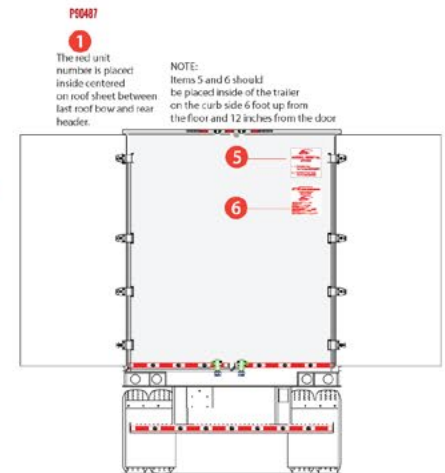 P90487
1
The red unit
number is placed
inside centered
on roof sheet between
last roof bow and rear
header.
NOTE:
Items 5 and 6 should
be placed inside of the trailer
on the curb side 6 foot up from
the floor and 12 inches from the door
5
6